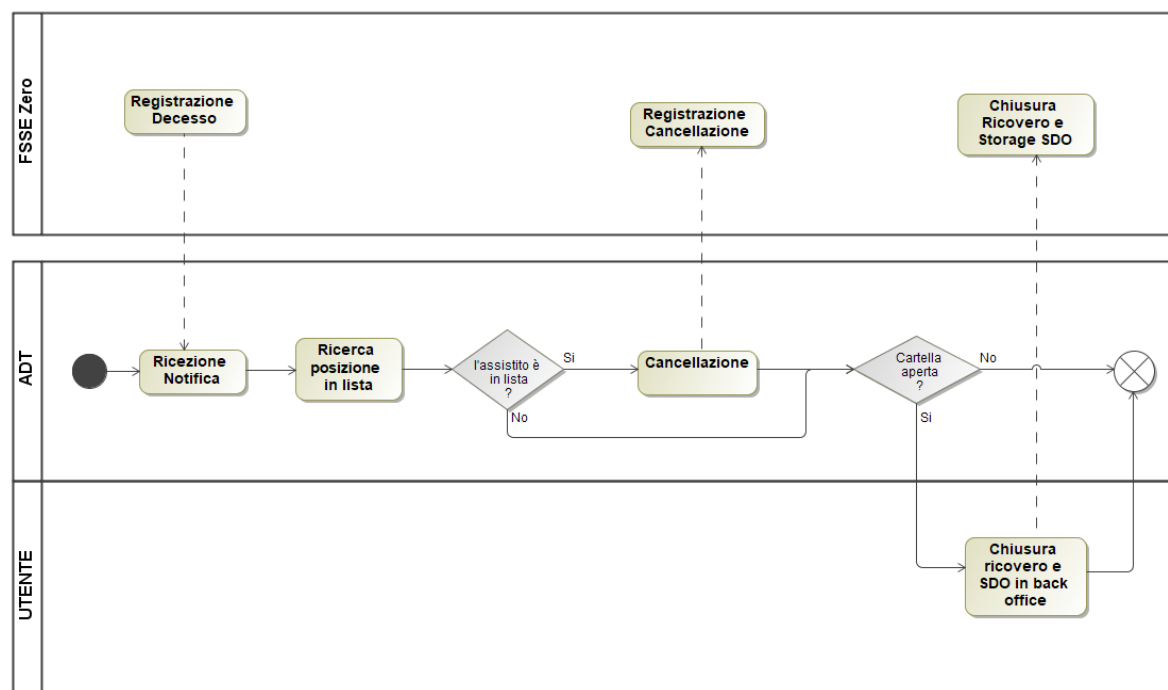 FSSE Zero
Registrazione
Decesso
Registrazione
Cancellazione
Chiusura
Ricovero e
Storage SDO
ADT
Ricezione
Notifica
Ricerca
posizione
in lista
l'assistito è
in lista
?
Si
No
Cancellazione
Cartella
aperta
?
No
Si
UTENTE
Chiusura
ricovero e
SDO in back
office